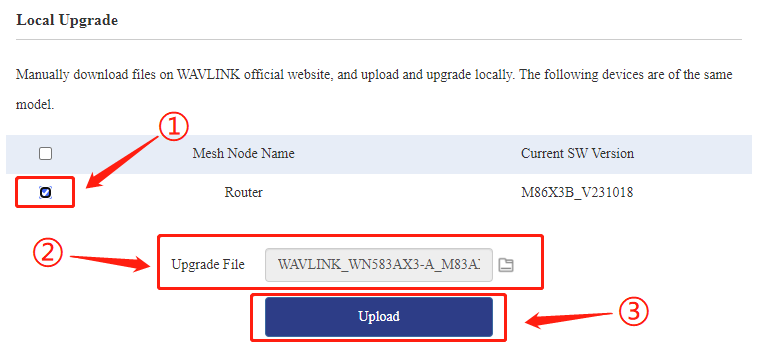 Local Upgrade
Manually download files on WAVLINK official website, and upload and upgrade locally. The following devices are of the same
model.
①
Mesh Node Name Current SW Version
Router M86X3B_V231018
②
Upgrade File WAVLINK_WN583AX3-A_M83A
Upload
③